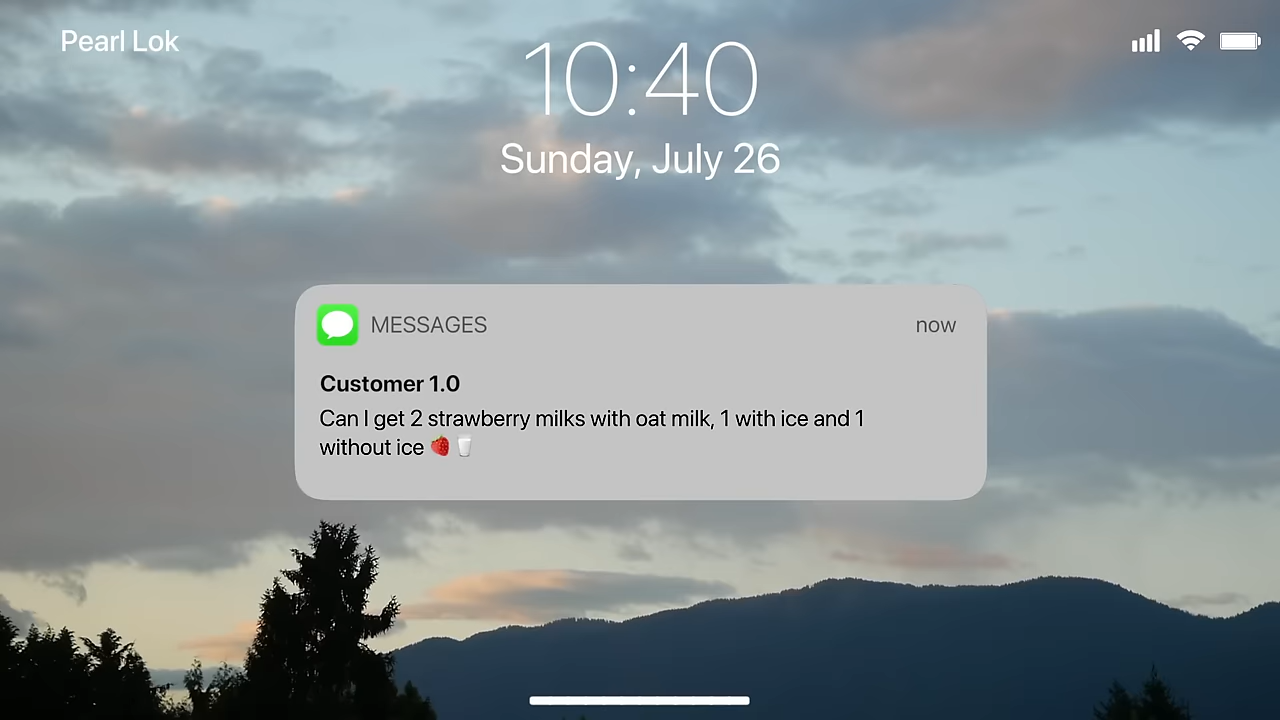 Pearl Lok
10:40
Sunday, July 26
MESSAGES
now
Customer 1.0
Can I get 2 strawberry milks with oat milk, 1 with ice and 1
without ice 🍓🥛